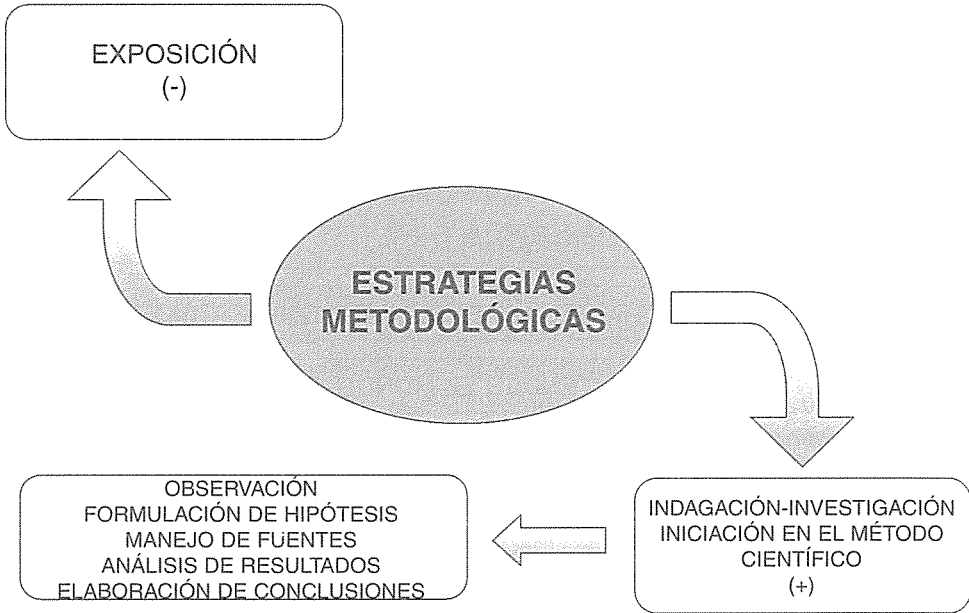 EXPOSICIÓN
(-)
ESTRATEGIAS
METODOLÓGICAS
INDAGACIÓN-INVESTIGACIÓN
INICIACIÓN EN EL MÉTODO
CIENTÍFICO
(+)
OBSERVACIÓN
FORMULACIÓN DE HIPÓTESIS
MANEJO DE FUENTES
ANÁLISIS DE RESULTADOS
ELABORACIÓN DE CONCLUSIONES